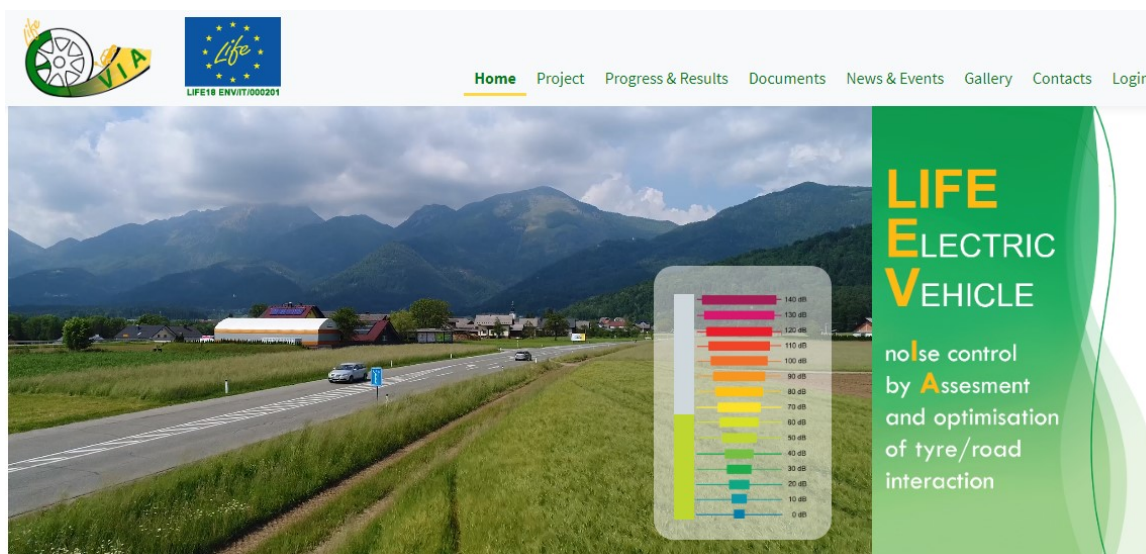 life
VIA
Life
LIFE18 ENV/IT/000201
Home Project Progress & Results Documents News & Events Gallery Contacts Login
LIFE
ELECTRIC
VEHICLE
noIse control
by Assesment
and optimisation
of tyre/road
interaction
140 dB
130 dB
120 dB
110 dB
100 dB
90 dB
80 dB
70 dB
60 dB
50 dB
40 dB
30 dB
20 dB
10 dB
0 dB